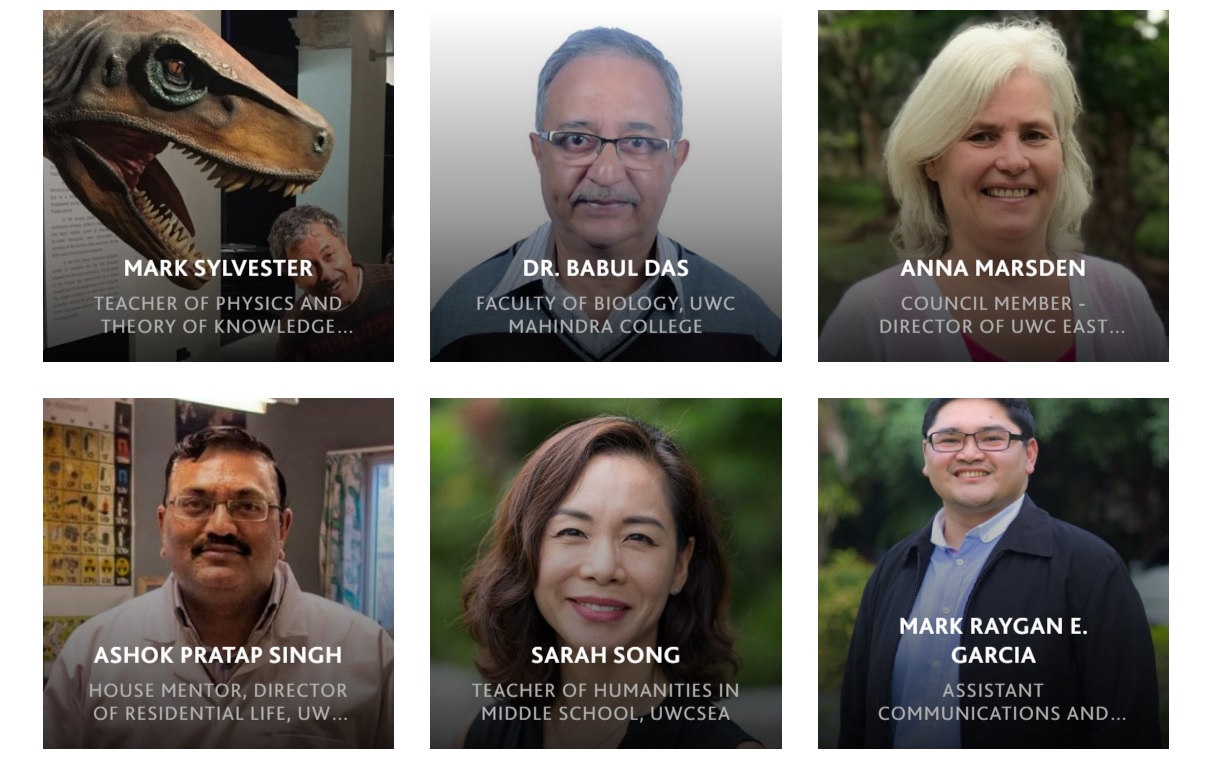 MARK SYLVESTER
TEACHER OF PHYSICS AND
THEORY OF KNOWLEDGE...
DR. BABUL DAS
FACULTY OF BIOLOGY, UWC
MAHINDRA COLLEGE
ANNA MARSDEN
COUNCIL MEMBER -
DIRECTOR OF UWC EAST...
ASHOK PRATAP SINGH
HOUSE MENTOR, DIRECTOR
OF RESIDENTIAL LIFE, UW...
SARAH SONG
TEACHER OF HUMANITIES IN
MIDDLE SCHOOL, UWCSEA
MARK RAYGAN E.
GARCIA
ASSISTANT
COMMUNICATIONS AND...